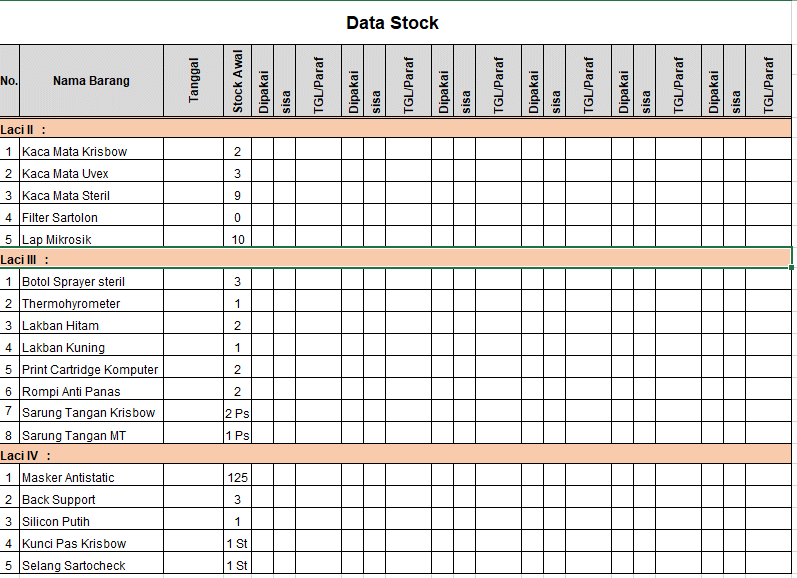 Data Stock
No. Nama Barang Tanggal Stock Awal Dipakai sisa TGL/Paraf Dipakai sisa TGL/Paraf Dipakai sisa TGL/Paraf Dipakai sisa TGL/Paraf Dipakai sisa TGL/Paraf Dipakai sisa TGL/Paraf
Laci II :
1 Kaca Mata Krisbow 2
2 Kaca Mata Uvex 3
3 Kaca Mata Steril 9
4 Filter Sartolon 0
5 Lap Mikrosik 10
Laci III :
1 Botol Sprayer steril 3
2 Thermohyrometer 1
3 Lakban Hitam 2
4 Lakban Kuning 1
5 Print Cartridge Komputer 2
6 Rompi Anti Panas 2
7 Sarung Tangan Krisbow 2 Ps
8 Sarung Tangan MT 1 Ps
Laci IV :
1 Masker Antistatic 125
2 Back Support 3
3 Silicon Putih 1
4 Kunci Pas Krisbow 1 St
5 Selang Sartocheck 1 St